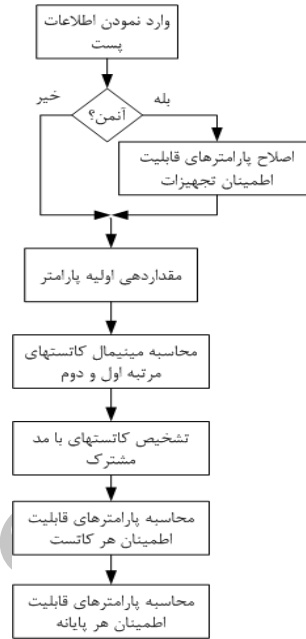 وارد نمودن اطلاعات
پست
خیر
بله
آنمن؟
اصلاح پارامترهای قابلیت
اطمینان تجهیزات
مقداردهی اولیه پارامتر
محاسبه مینیمال کاتستهای
مرتبه اول و دوم
تشخیص کاتستهای با مد
مشترک
محاسبه پارامترهای قابلیت
اطمینان هر کاتست
محاسبه پارامترهای قابلیت
اطمینان هر پایانه